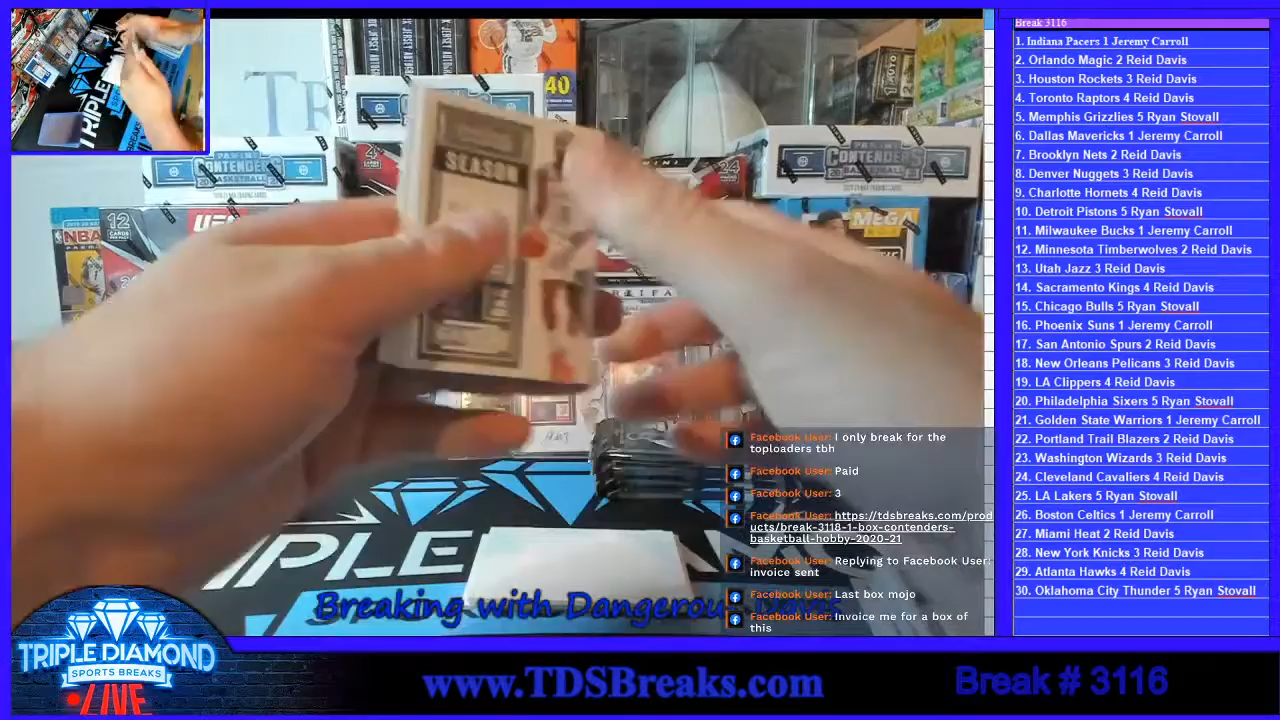 Break 3116
1. Indiana Pacers 1 Jeremy Carroll
2. Orlando Magic 2 Reid Davis
3. Houston Rockets 3 Reid Davis
4. Toronto Raptors 4 Reid Davis
5. Memphis Grizzlies 5 Ryan Stovall
6. Dallas Mavericks 1 Jeremy Carroll
7. Brooklyn Nets 2 Reid Davis
8. Denver Nuggets 3 Reid Davis
9. Charlotte Hornets 4 Reid Davis
10. Detroit Pistons 5 Ryan Stovall
11. Milwaukee Bucks 1 Jeremy Carroll
12. Minnesota Timberwolves 2 Reid Davis
13. Utah Jazz 3 Reid Davis
14. Sacramento Kings 4 Reid Davis
15. Chicago Bulls 5 Ryan Stovall
16. Phoenix Suns 1 Jeremy Carroll
17. San Antonio Spurs 2 Reid Davis
18. New Orleans Pelicans 3 Reid Davis
19. LA Clippers 4 Reid Davis
20. Philadelphia Sixers 5 Ryan Stovall
21. Golden State Warriors 1 Jeremy Carroll
22. Portland Trail Blazers 2 Reid Davis
23. Washington Wizards 3 Reid Davis
24. Cleveland Cavaliers 4 Reid Davis
25. LA Lakers 5 Ryan Stovall
26. Boston Celtics 1 Jeremy Carroll
27. Miami Heat 2 Reid Davis
28. New York Knicks 3 Reid Davis
29. Atlanta Hawks 4 Reid Davis
30. Oklahoma City Thunder 5 Ryan Stovall
TRIPLE
40
SEASON
PANINI
CONTENDERS
BASKETBALL
CONTENDERS
BASKETBALL
24
12
CARDS
UFC
NBA
MEGA
Facebook User: I only break for the
toploaders tbh
Facebook User: Paid
Facebook User: 3
Facebook User: https://tdsbreaks.com/prod
ucts/break-3118-1-box-contenders-
basketball-hobby-2020-21
Facebook User: Replying to Facebook User:
invoice sent
Facebook User: Last box mojo
Facebook User: Invoice me for a box of
this
TRIPLE
Breaking with Dangerous
TRIPLE DIAMOND
SPORTS BREAKS
LIVE
www.TDSBreaks.com
Break # 3116